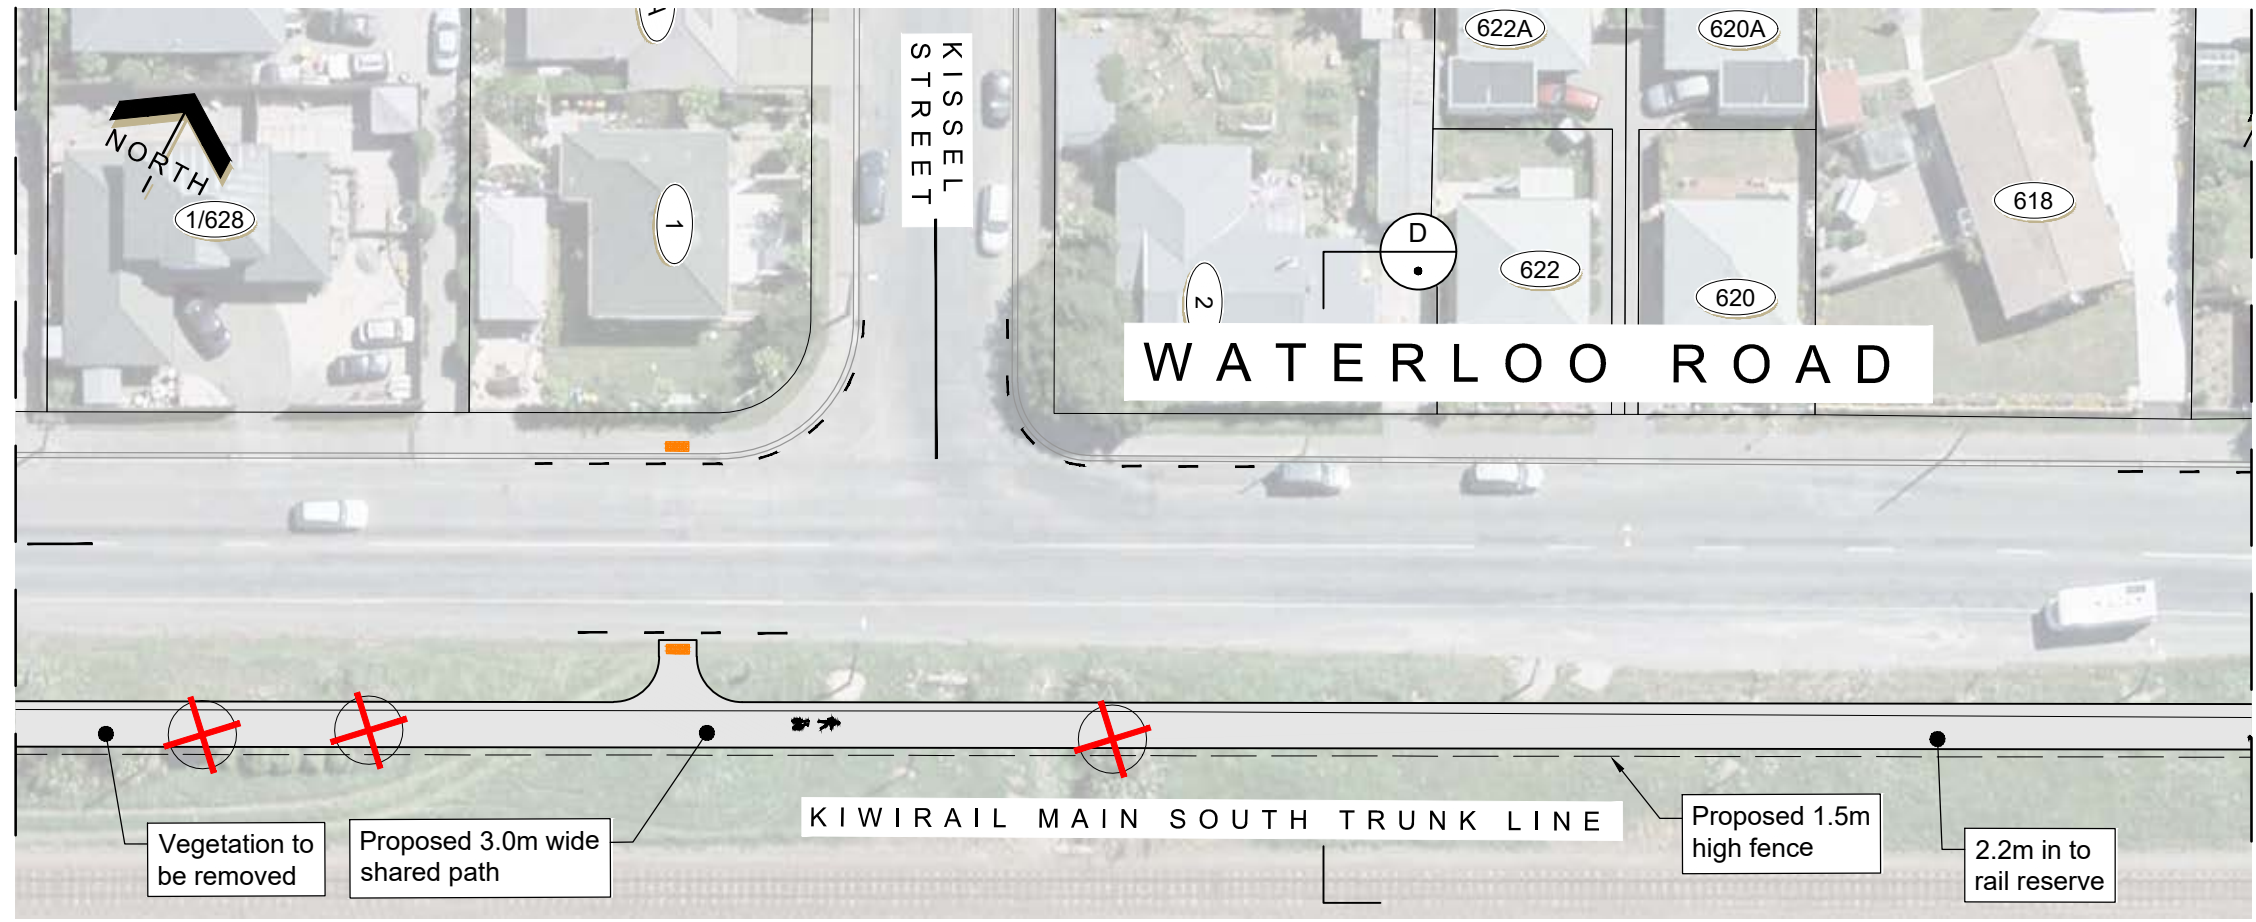 622A
620A
KISSEL
STREET
NORTH
1/628
1
618
D
622
2
620
WATERLOO ROAD
KIWIRAIL MAIN SOUTH TRUNK LINE
Vegetation to
be removed
Proposed 3.0m wide
shared path
Proposed 1.5m
high fence
2.2m in to
rail reserve